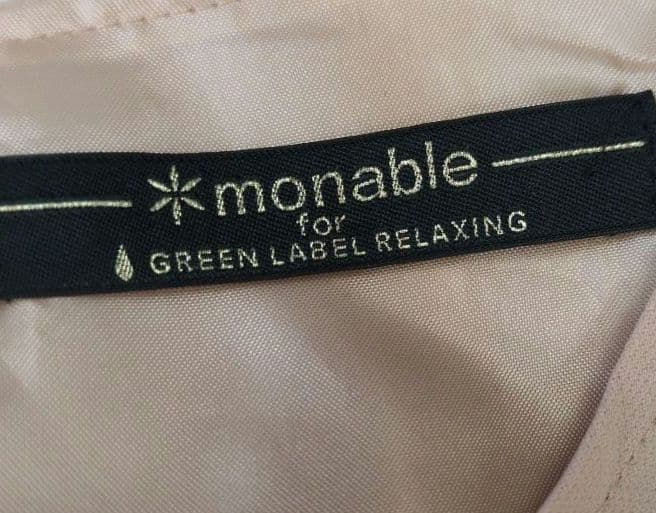 monable
for
GREEN LABEL RELAXING